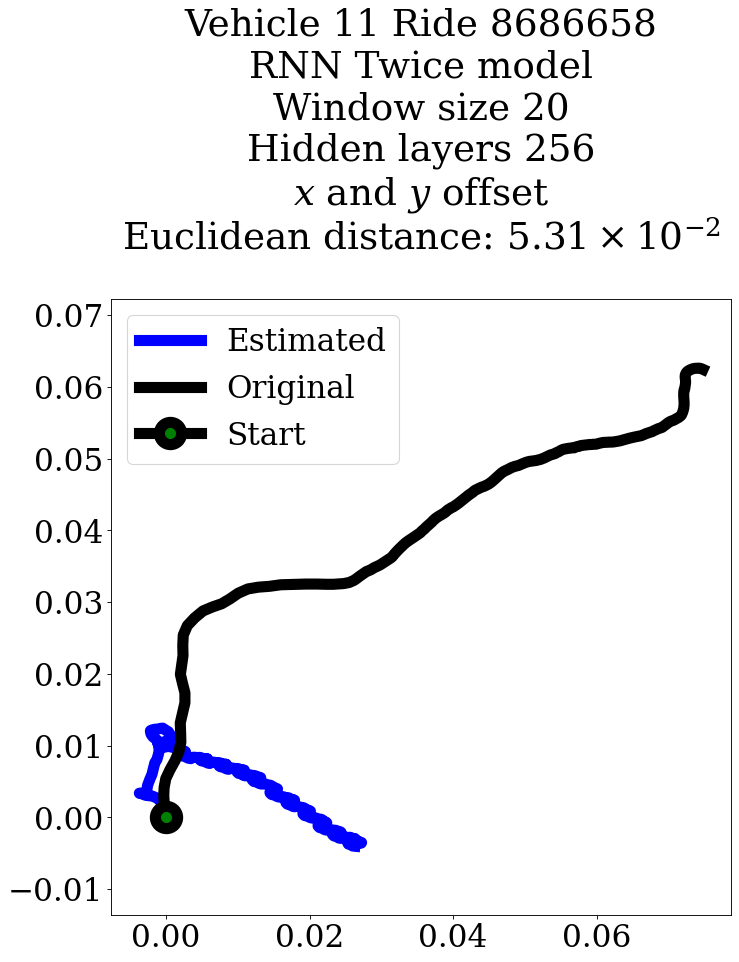 Vehicle 11 Ride 8686658
RNN Twice model
Window size 20
Hidden layers 256
x and y offset
Euclidean distance: 5.31 × 10⁻²
0.07
0.06
0.05
0.04
0.03
0.02
0.01
0.00
−0.01
Estimated
Original
Start
0.00 0.02 0.04 0.06